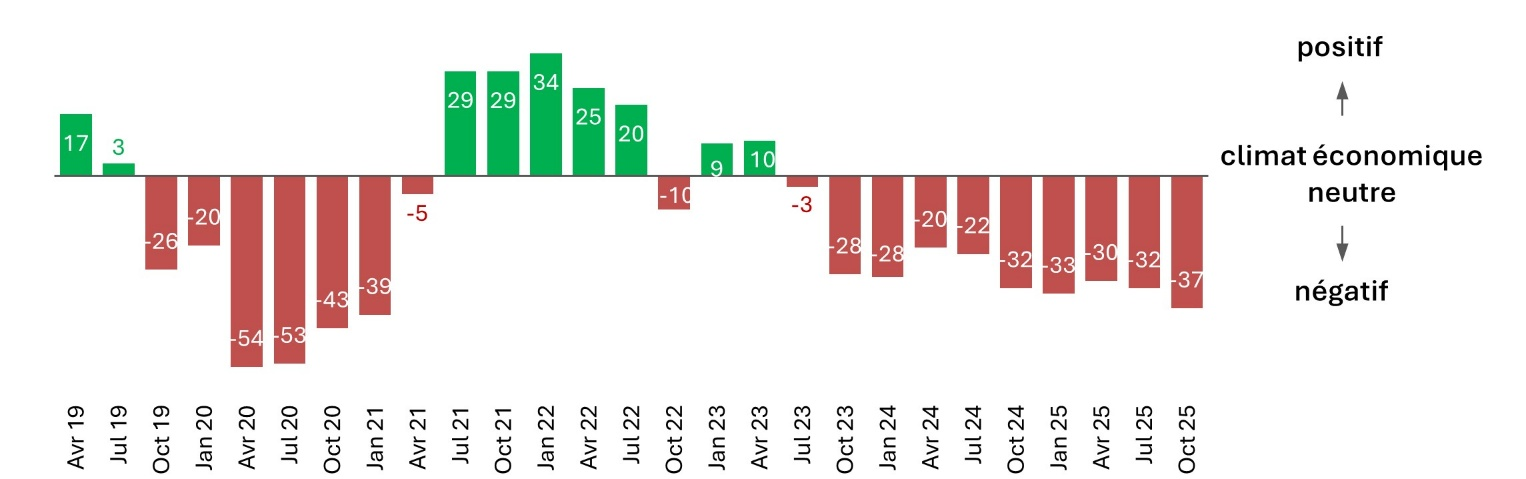 positif
climat économique
neutre
négatif
17 3 -26 -20 -54 -53 -43 -39 -5 29 29 34 25 20 -10 9 10 -3 -28 -28 -20 -22 -32 -33 -30 -32 -37
Avr 19 Jul 19 Oct 19 Jan 20 Avr 20 Jul 20 Oct 20 Jan 21 Avr 21 Jul 21 Oct 21 Jan 22 Avr 22 Jul 22 Oct 22 Jan 23 Avr 23 Jul 23 Oct 23 Jan 24 Avr 24 Jul 24 Oct 24 Jan 25 Avr 25 Jul 25 Oct 25